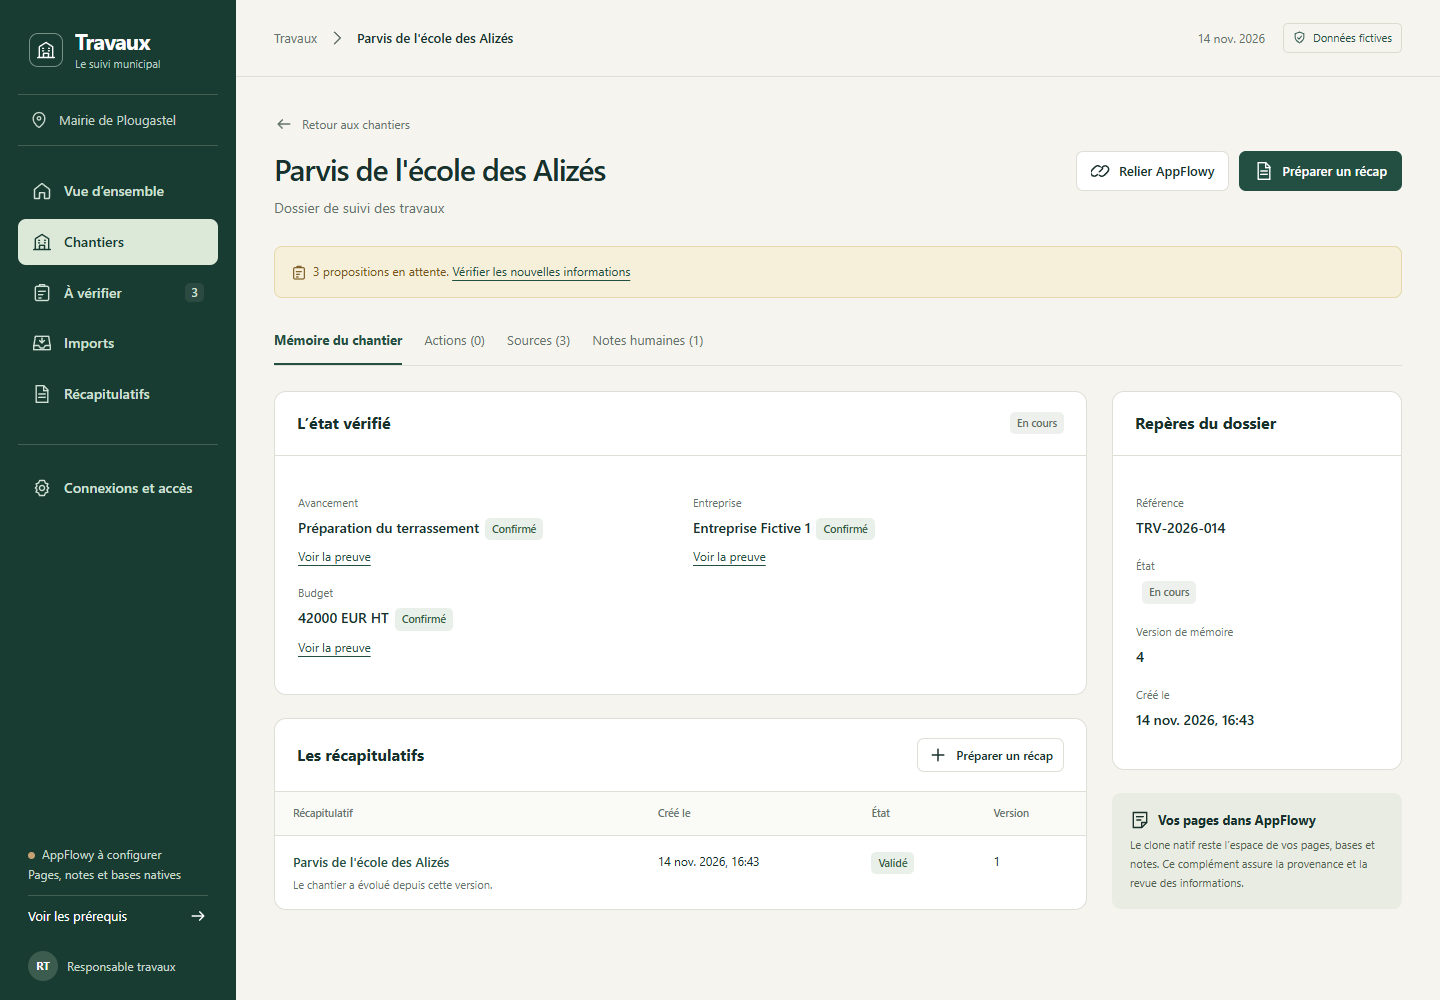 Travaux
Le suivi municipal
Mairie de Plougastel
Vue d’ensemble
Chantiers
À vérifier 3
Imports
Récapitulatifs
Connexions et accès
AppFlowy à configurer
Pages, notes et bases natives
Voir les prérequis
RT Responsable travaux
Travaux Parvis de l'école des Alizés
14 nov. 2026 Données fictives
Retour aux chantiers
Parvis de l'école des Alizés
Dossier de suivi des travaux
Relier AppFlowy Préparer un récap
3 propositions en attente. Vérifier les nouvelles informations
Mémoire du chantier Actions (0) Sources (3) Notes humaines (1)
L’état vérifié En cours
Avancement
Préparation du terrassement Confirmé
Voir la preuve
Entreprise
Entreprise Fictive 1 Confirmé
Voir la preuve
Budget
42000 EUR HT Confirmé
Voir la preuve
Les récapitulatifs Préparer un récap
Récapitulatif Créé le État Version
Parvis de l'école des Alizés 14 nov. 2026, 16:43 Validé 1
Le chantier a évolué depuis cette version.
Repères du dossier
Référence
TRV-2026-014
État
En cours
Version de mémoire
4
Créé le
14 nov. 2026, 16:43
Vos pages dans AppFlowy
Le clone natif reste l’espace de vos pages, bases et
notes. Ce complément assure la provenance et la
revue des informations.